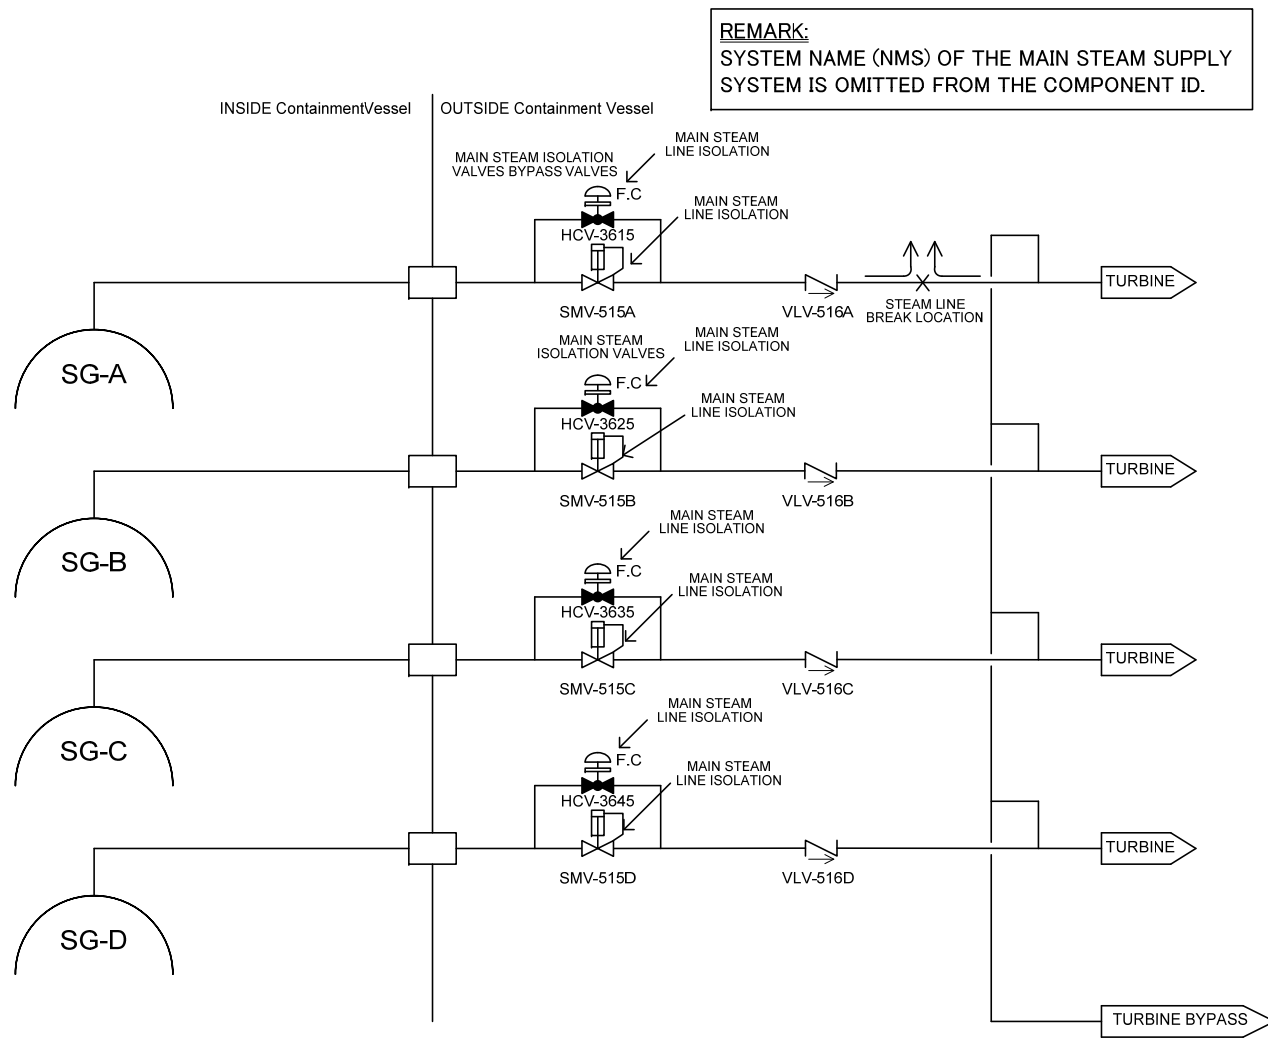 REMARK:
SYSTEM NAME (NMS) OF THE MAIN STEAM SUPPLY
SYSTEM IS OMITTED FROM THE COMPONENT ID.
INSIDE ContainmentVessel
OUTSIDE Containment Vessel
MAIN STEAM
LINE ISOLATION
MAIN STEAM ISOLATION
VALVES BYPASS VALVES
F.C
MAIN STEAM
LINE ISOLATION
HCV-3615
SMV-515A
VLV-516A
STEAM LINE
BREAK LOCATION
TURBINE
SG-A
MAIN STEAM
ISOLATION VALVES
MAIN STEAM
LINE ISOLATION
F.C
MAIN STEAM
LINE ISOLATION
HCV-3625
SMV-515B
VLV-516B
TURBINE
SG-B
MAIN STEAM
LINE ISOLATION
F.C
MAIN STEAM
LINE ISOLATION
HCV-3635
SMV-515C
VLV-516C
TURBINE
SG-C
MAIN STEAM
LINE ISOLATION
F.C
MAIN STEAM
LINE ISOLATION
HCV-3645
SMV-515D
VLV-516D
TURBINE
SG-D
TURBINE BYPASS